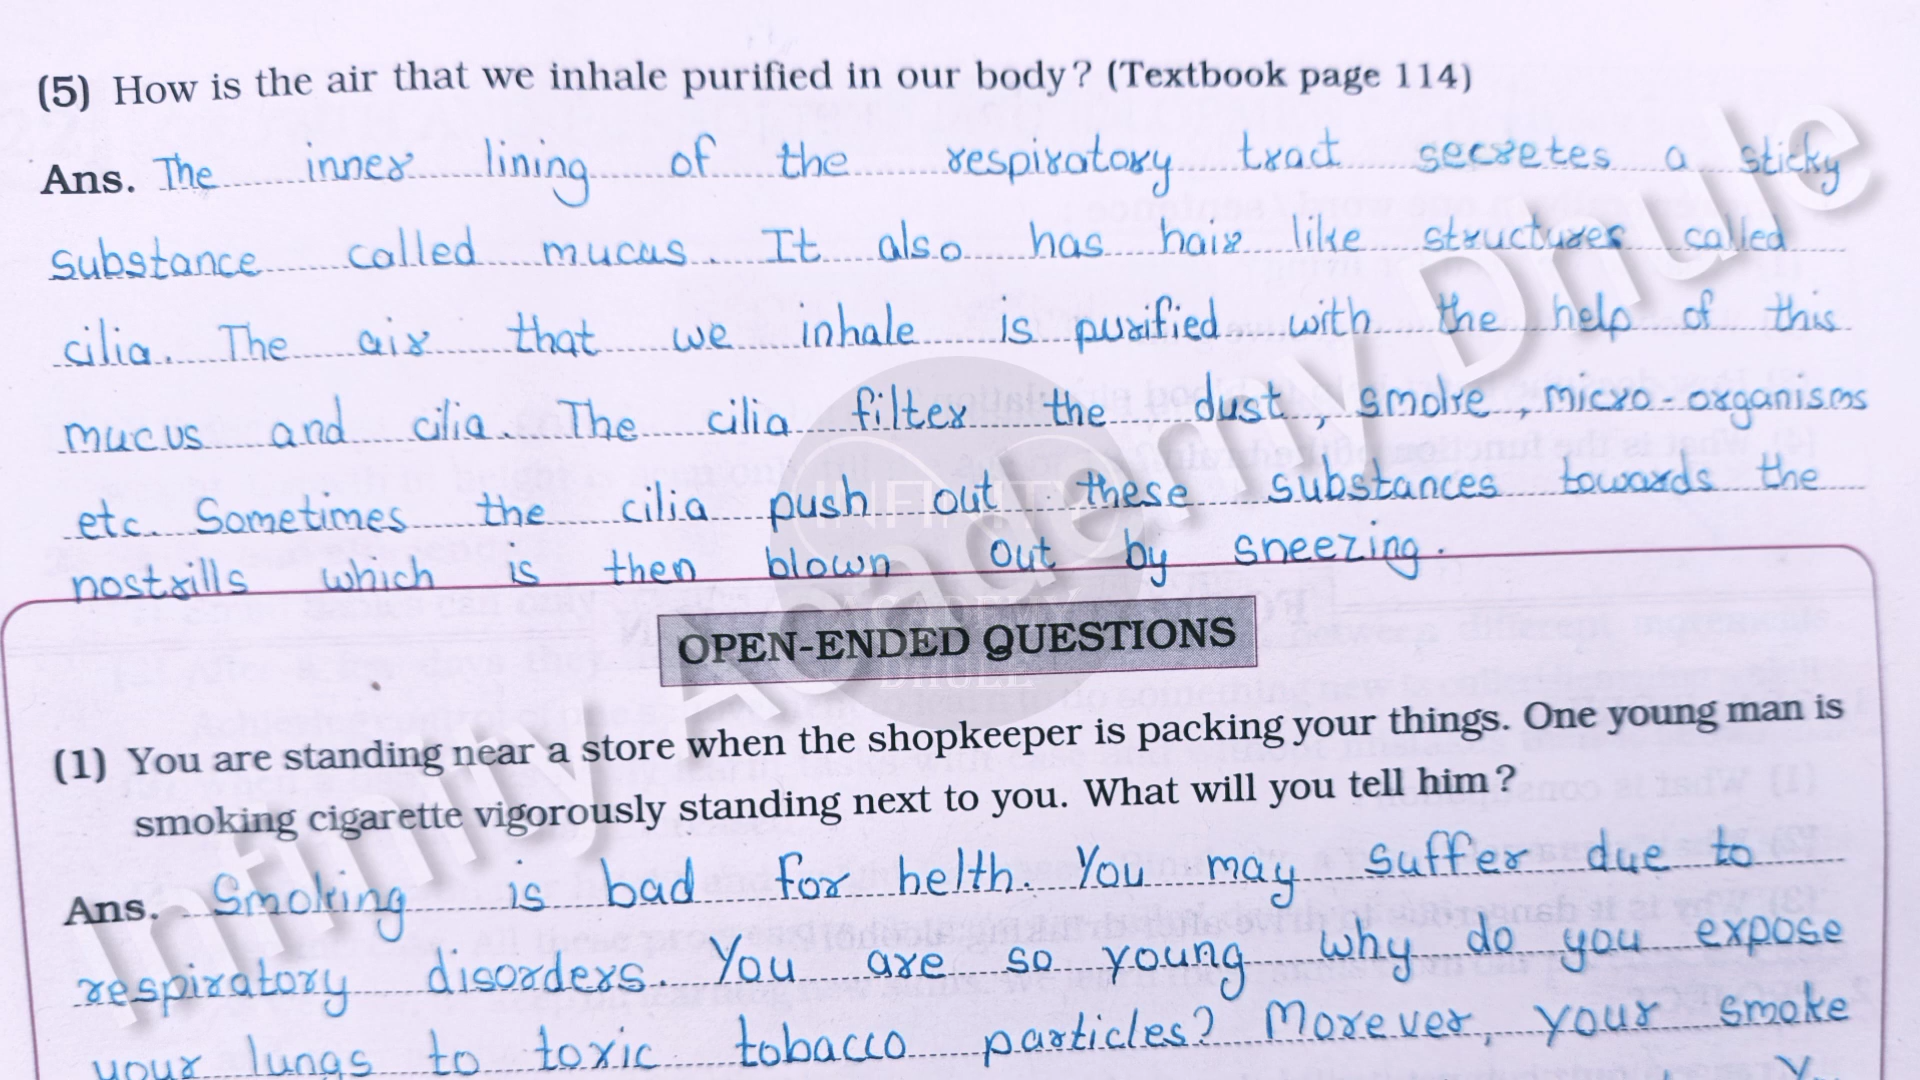 (5) How is the air that we inhale purified in our body? (Textbook page 114)
Ans. The inner lining of the respiratory tract secretes a sticky
substance called mucus. It also has hair like structures called
cilia. The air that we inhale is purified with the help of this
mucus and cilia. The cilia filter the dust, smoke, micro-organisms
etc. Sometimes the cilia push out these substances towards the
nostrills which is then blown out by sneezing.
OPEN-ENDED QUESTIONS
(1) You are standing near a store when the shopkeeper is packing your things. One young man is
smoking cigarette vigorously standing next to you. What will you tell him?
Ans. Smoking is bad for helth. You may suffer due to
respiratory disorders. You are so young why do you expose
your lungs to toxic tobacco particles? Morever, your smoke
Infinity Academy Dhule
INFINITY
ACADEMY